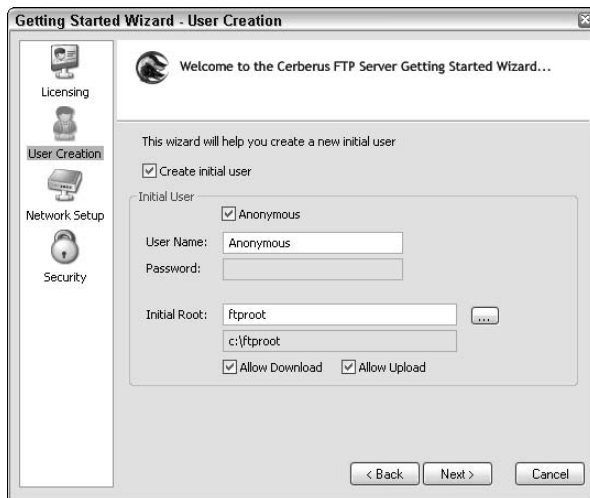 Getting Started Wizard - User Creation
Licensing
User Creation
Network Setup
Security
Welcome to the Cerberus FTP Server Getting Started Wizard...
This wizard will help you create a new initial user
Create initial user
Initial User
Anonymous
User Name: Anonymous
Password:
Initial Root: ftproot
...
c:\ftproot
Allow Download Allow Upload
< Back Next > Cancel